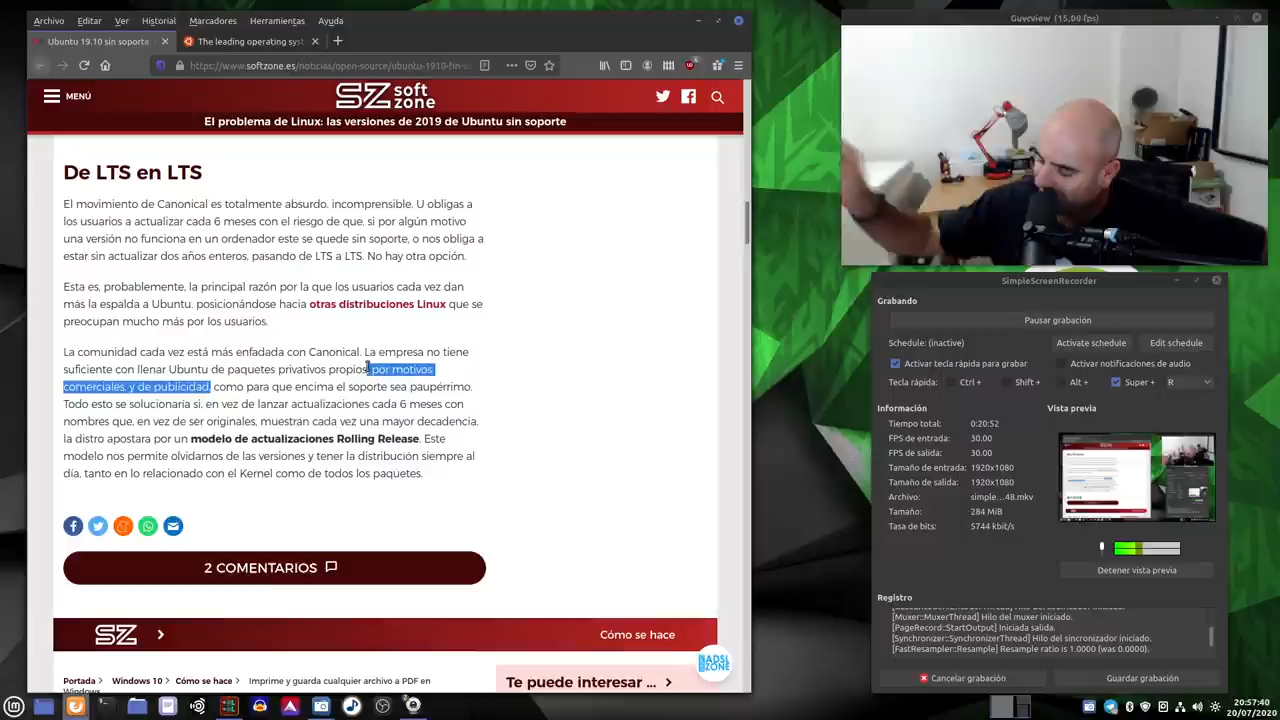 Archivo Editar Ver Historial Marcadores Herramientas Ayuda
Ubuntu 19.10 sin soporte
The leading operating syst
https://www.softzone.es/noticias/open-source/ubuntu-1910-fin-s
MENÚ
SZ soft zone
El problema de Linux: las versiones de 2019 de Ubuntu sin soporte
De LTS en LTS
El movimiento de Canonical es totalmente absurdo. incomprensible. U obligas a
los usuarios a actualizar cada 6 meses con el riesgo de que, si por algún motivo
una versión no funciona en un ordenador este se quede sin soporte, o nos obliga a
estar sin actualizar dos años enteros, pasando de LTS a LTS. No hay otra opción.
Esta es, probablemente, la principal razón por la que los usuarios cada vez dan
más la espalda a Ubuntu. posicionándose hacia otras distribuciones Linux que se
preocupan mucho más por los usuarios.
La comunidad cada vez está más enfadada con Canonical. La empresa no tiene
suficiente con llenar Ubuntu de paquetes privativos propios por motivos
comerciales, y de publicidad, como para que encima el soporte sea paupérrimo.
Todo esto se solucionaría si, en vez de lanzar actualizaciones cada 6 meses con
nombres que, en vez de ser originales, muestran cada vez una mayor decadencia,
la distro apostara por un modelo de actualizaciones Rolling Release. Este
modelo nos permite olvidarnos de las versiones y tener la distribución siempre al
día, tanto en lo relacionado con el Kernel como de todos los paquetes.
2 COMENTARIOS
SZ
Cómo se hace
Portada Windows 10 Cómo se hace Imprime y guarda cualquier archivo a PDF en
Windows
Te puede interesar ...
ADSL ZONE
Guvcview (15,00 fps)
SimpleScreenRecorder
Grabando
Pausar grabación
Schedule: (inactive)
Activate schedule
Edit schedule
Activar tecla rápida para grabar
Activar notificaciones de audio
Tecla rápida: Ctrl + Shift + Alt + Super + R
Información
Vista previa
Tiempo total: 0:20:52
FPS de entrada: 30.00
FPS de salida: 30.00
Tamaño de entrada: 1920x1080
Tamaño de salida: 1920x1080
Archivo: simple...48.mkv
Tamaño: 284 MiB
Tasa de bits: 5744 kbit/s
Detener vista previa
Registro
[Muxer::MuxerThread] Hilo del muxer iniciado.
[PageRecord::StartOutput] Iniciada salida.
[Synchronizer::SynchronizerThread] Hilo del sincronizador iniciado.
[FastResampler::Resample] Resample ratio is 1.0000 (was 0.0000).
Cancelar grabación
Guardar grabación
20:57:40
20/07/2020